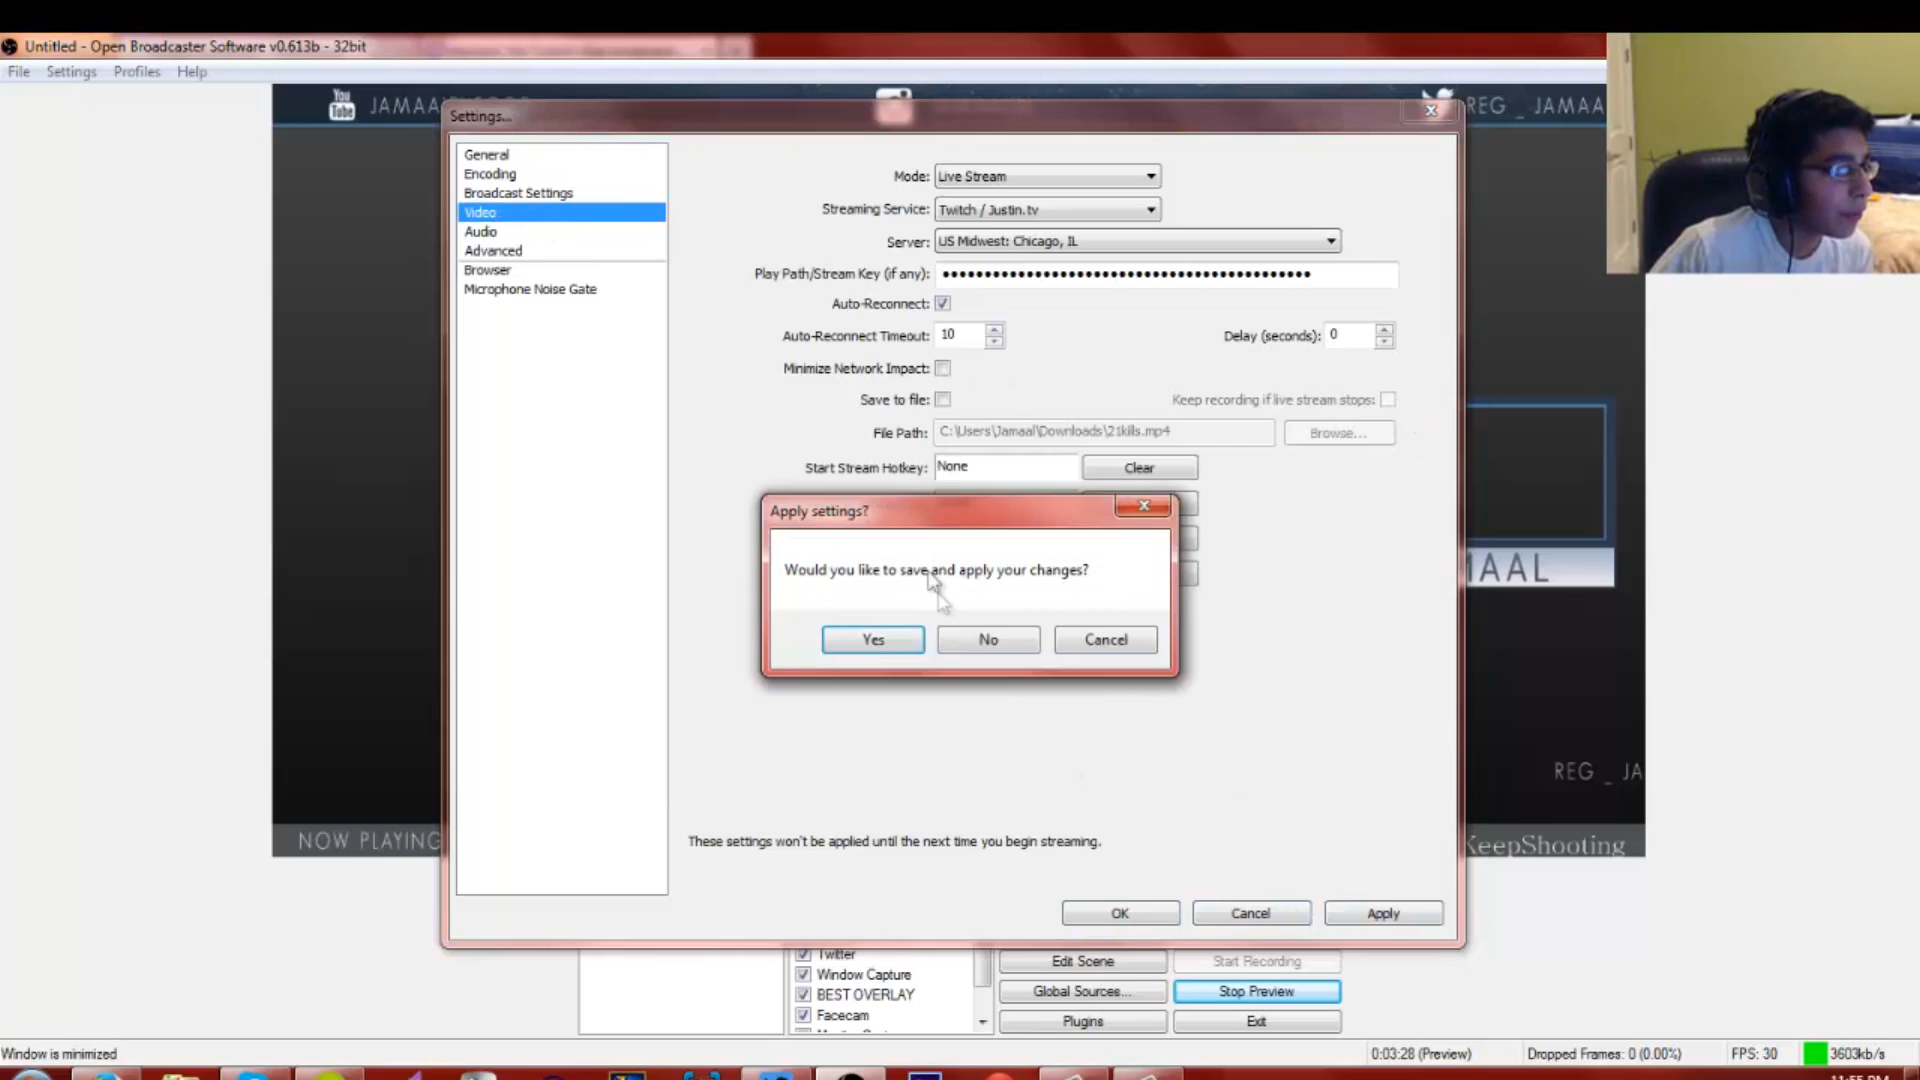 Untitled - Open Broadcaster Software v0.613b - 32bit
File Settings Profiles Help
You Tube
REG _ JAMAA
Settings...
General
Encoding
Broadcast Settings
Video
Audio
Advanced
Browser
Microphone Noise Gate
Mode: Live Stream
Streaming Service: Twitch / Justin.tv
Server: US Midwest: Chicago, IL
Play Path/Stream Key (if any):
Auto-Reconnect:
Auto-Reconnect Timeout: 10 Delay (seconds): 0
Minimize Network Impact:
Save to file: Keep recording if live stream stops:
File Path: C:\Users\Jamaal\Downloads\21kills.mp4 Browse...
Start Stream Hotkey: None Clear
Apply settings?
Would you like to save and apply your changes?
Yes No Cancel
AAL
REG _ JA
NOW PLAYING
KeepShooting
These settings won't be applied until the next time you begin streaming.
OK Cancel Apply
Twitter
Window Capture
BEST OVERLAY
Facecam
Edit Scene Start Recording
Global Sources... Stop Preview
Plugins Exit
Window is minimized 0:03:28 (Preview) Dropped Frames: 0 (0.00%) FPS: 30 3603kb/s